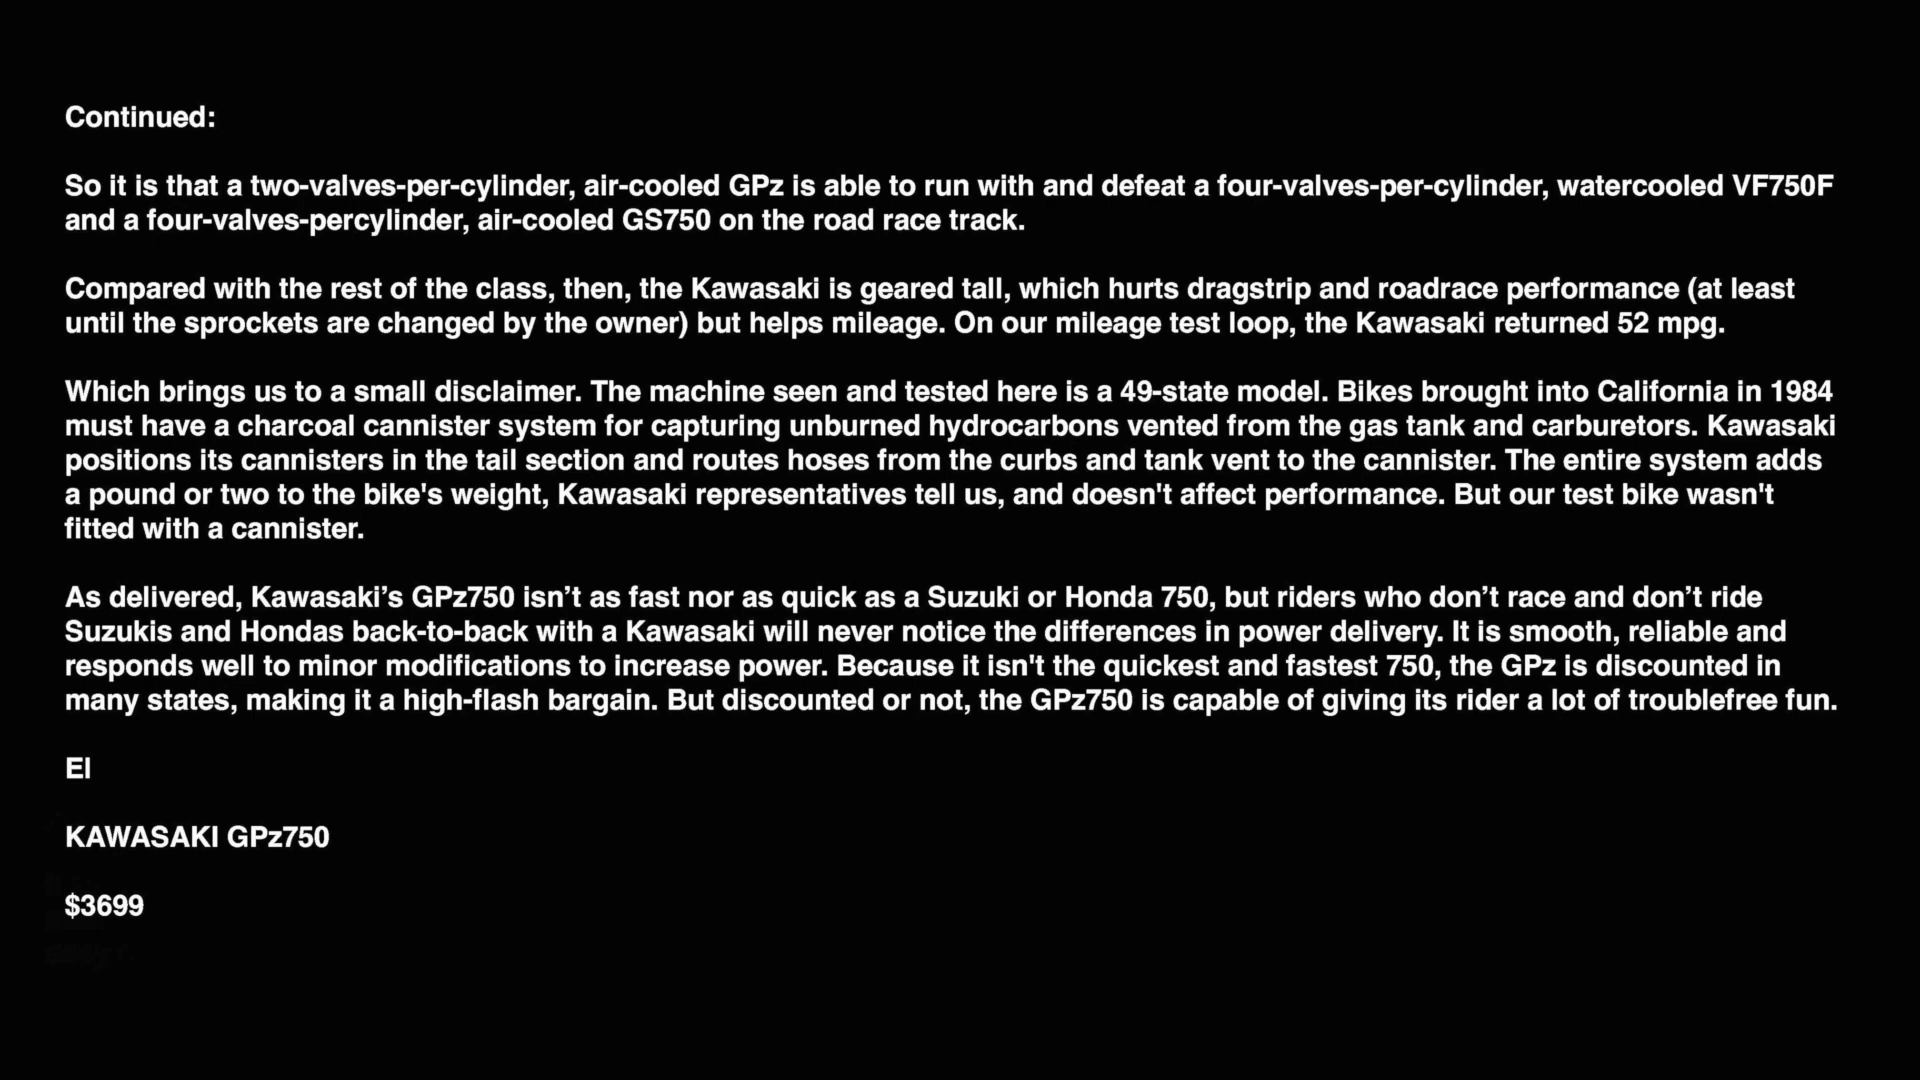 Continued:
So it is that a two-valves-per-cylinder, air-cooled GPz is able to run with and defeat a four-valves-per-cylinder, watercooled VF750F
and a four-valves-percylinder, air-cooled GS750 on the road race track.
Compared with the rest of the class, then, the Kawasaki is geared tall, which hurts dragstrip and roadrace performance (at least
until the sprockets are changed by the owner) but helps mileage. On our mileage test loop, the Kawasaki returned 52 mpg.
Which brings us to a small disclaimer. The machine seen and tested here is a 49-state model. Bikes brought into California in 1984
must have a charcoal cannister system for capturing unburned hydrocarbons vented from the gas tank and carburetors. Kawasaki
positions its cannisters in the tail section and routes hoses from the curbs and tank vent to the cannister. The entire system adds
a pound or two to the bike's weight, Kawasaki representatives tell us, and doesn't affect performance. But our test bike wasn't
fitted with a cannister.
As delivered, Kawasaki’s GPz750 isn’t as fast nor as quick as a Suzuki or Honda 750, but riders who don’t race and don’t ride
Suzukis and Hondas back-to-back with a Kawasaki will never notice the differences in power delivery. It is smooth, reliable and
responds well to minor modifications to increase power. Because it isn't the quickest and fastest 750, the GPz is discounted in
many states, making it a high-flash bargain. But discounted or not, the GPz750 is capable of giving its rider a lot of troublefree fun.
El
KAWASAKI GPz750
$3699